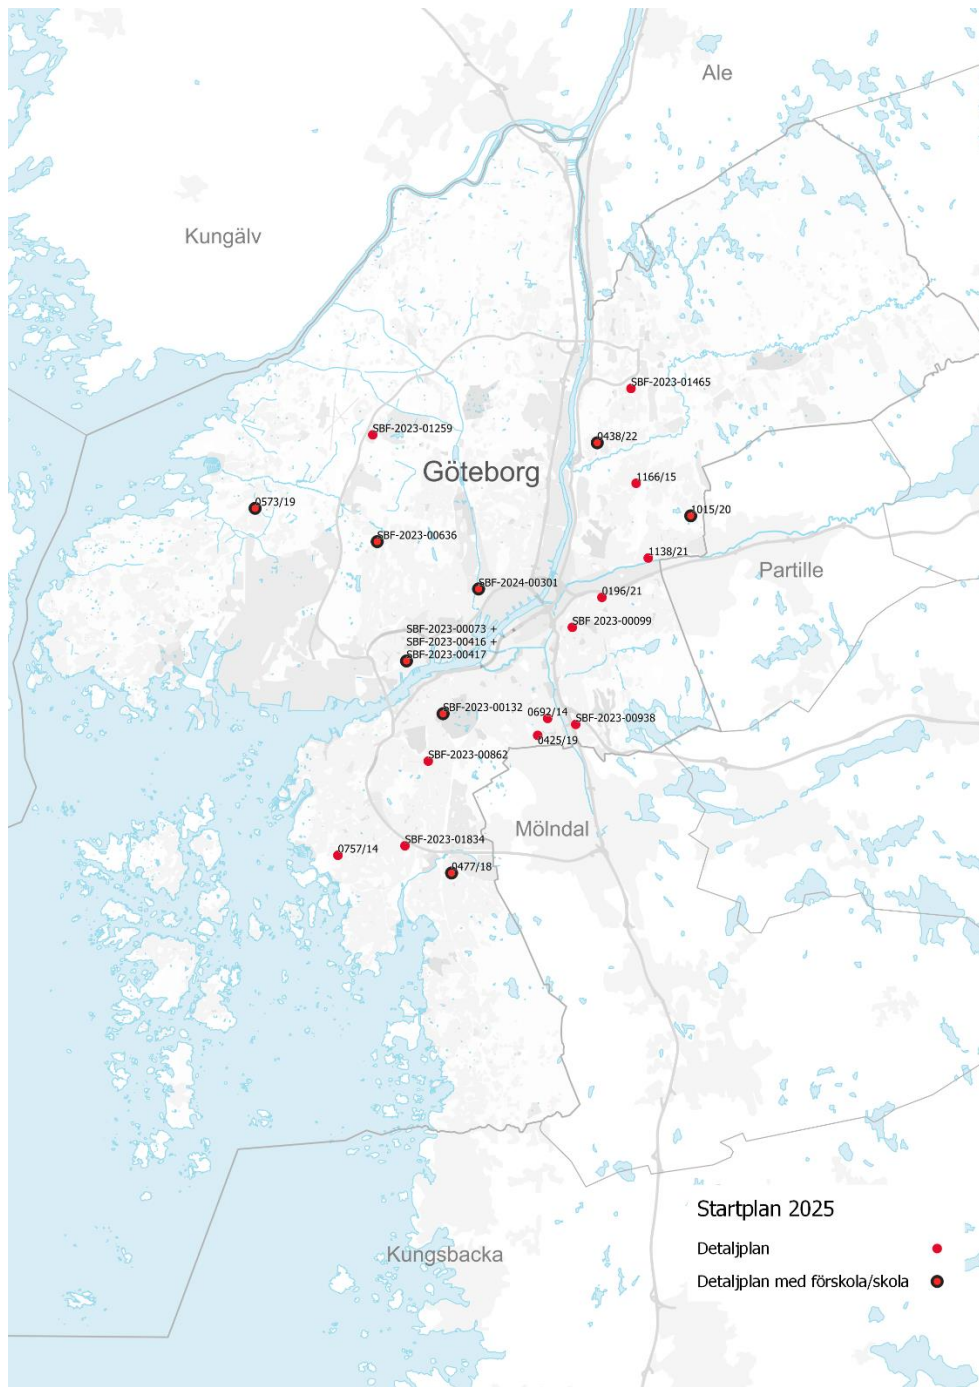 Ale
Kungälv
SBF-2023-01465
SBF-2023-01259
0438/22
Göteborg
1166/15
0573/19
1015/20
SBF-2023-00636
1138/21
Partille
SBF-2024-00301
0196/21
SBF 2023-00099
SBF-2023-00073 +
SBF-2023-00416 +
SBF-2023-00417
SBF-2023-00132
0692/14
SBF-2023-00938
0425/19
SBF-2023-00862
Mölndal
SBF-2023-01834
0757/14
0477/18
Startplan 2025
Detaljplan
Kungsbacka
Detaljplan med förskola/skola